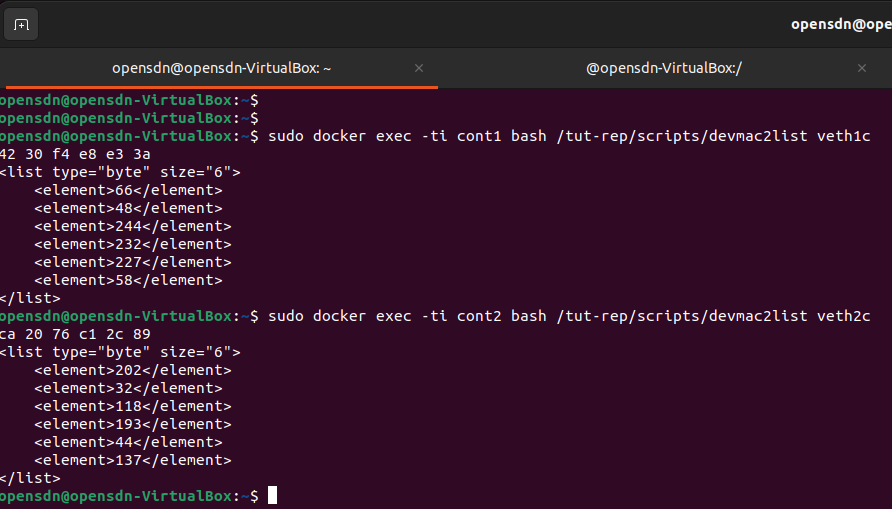 opensdn@ope
opensdn@opensdn-VirtualBox: ~ × @opensdn-VirtualBox:/ ×
opensdn@opensdn-VirtualBox:~$
opensdn@opensdn-VirtualBox:~$
opensdn@opensdn-VirtualBox:~$ sudo docker exec -ti cont1 bash /tut-rep/scripts/devmac2list veth1c
42 30 f4 e8 e3 3a
<list type="byte" size="6">
    <element>66</element>
    <element>48</element>
    <element>244</element>
    <element>232</element>
    <element>227</element>
    <element>58</element>
</list>
opensdn@opensdn-VirtualBox:~$ sudo docker exec -ti cont2 bash /tut-rep/scripts/devmac2list veth2c
ca 20 76 c1 2c 89
<list type="byte" size="6">
    <element>202</element>
    <element>32</element>
    <element>118</element>
    <element>193</element>
    <element>44</element>
    <element>137</element>
</list>
opensdn@opensdn-VirtualBox:~$